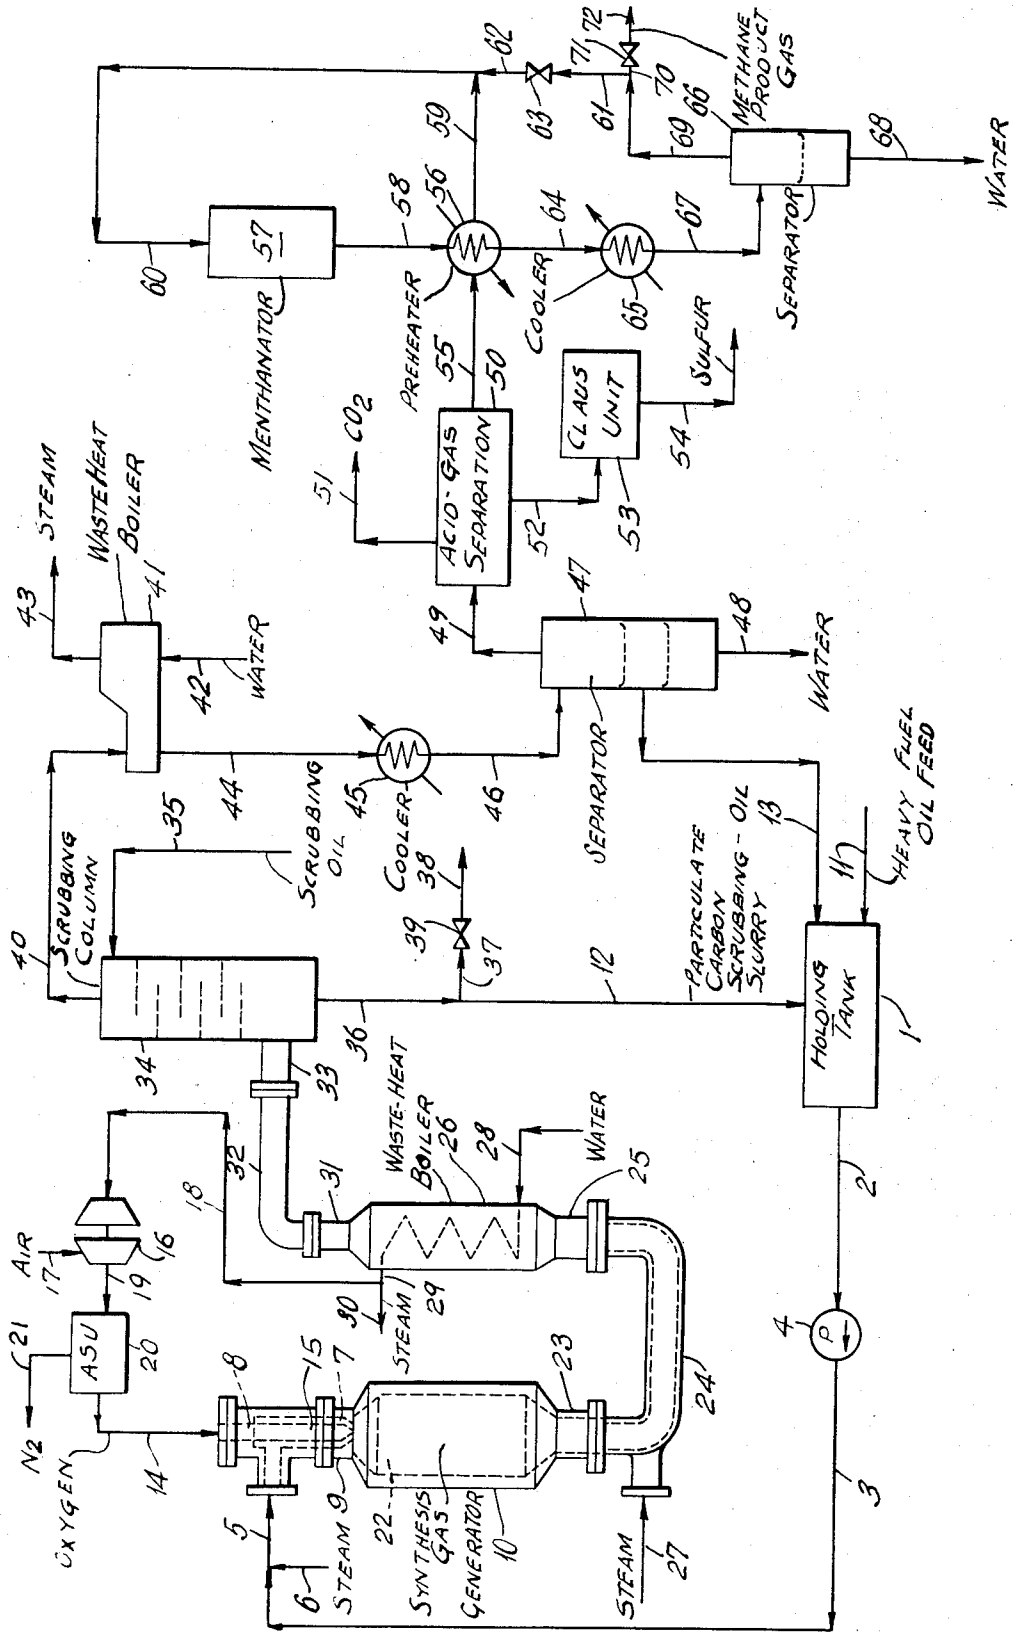 N2
21
AIR
17
16
19
ASU
20
OXYGEN
14
18
30
STEAM
29
8
15
7
5
6
STEAM
9
22
SYNTHESIS
GAS
GENERATOR
10
23
24
STEAM
27
25
WATER
28
WASTE-HEAT
BOILER
26
31
32
33
34
SCRUBBING
COLUMN
40
35
SCRUBBING
OIL
36
37
39
38
12
PARTICULATE
CARBON
SCRUBBING-OIL
SLURRY
HOLDING
TANK
1
2
P
4
3
11
HEAVY FUEL
OIL FEED
13
STEAM
43
WASTE HEAT
BOILER
41
42
WATER
44
45
COOLER
46
SEPARATOR
47
48
WATER
49
ACID-GAS
SEPARATION
50
51
CO2
52
CLAUS
UNIT
53
54
SULFUR
55
PREHEATER
56
MENTHANATOR
57
58
59
60
COOLER
64
65
67
SEPARATOR
66
68
WATER
69
70
61
63
62
71
72
METHANE
PRODUCT
GAS